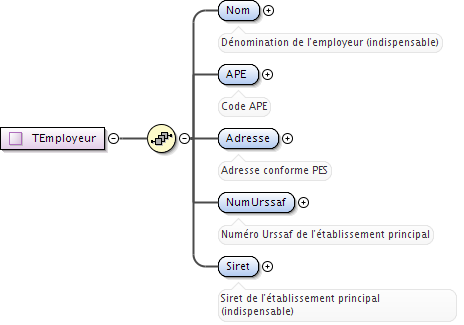 Nom
Dénomination de l'employeur (indispensable)
APE
Code APE
TEmployeur
Adresse
Adresse conforme PES
NumUrssaf
Numéro Urssaf de l'établissement principal
Siret
Siret de l'établissement principal
(indispensable)